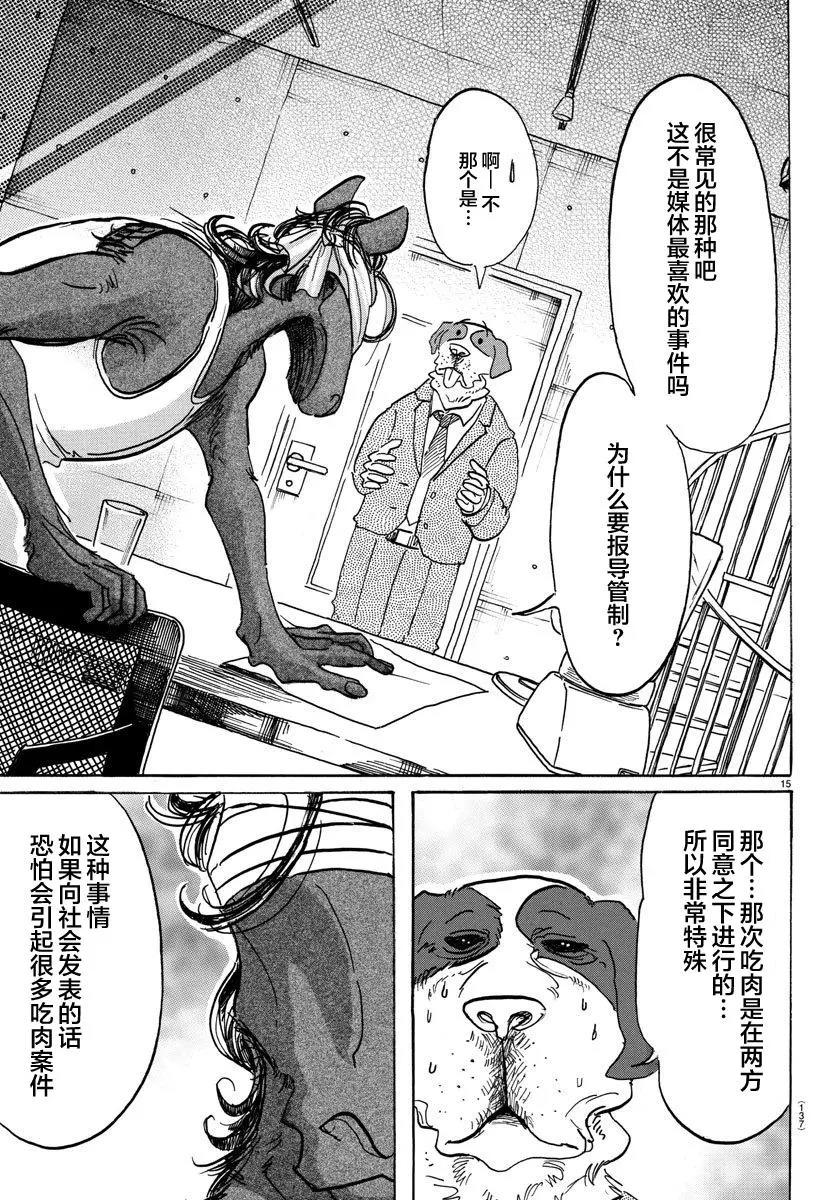 很常见的那种吧
这不是媒体最喜欢的事件吗
为什么要报导管制？
啊—不
那个是…
15
那个…那次吃肉是在两方
同意之下进行的…
所以非常特殊
这种事情
如果向社会发表的话
恐怕会引起很多吃肉案件
(137)